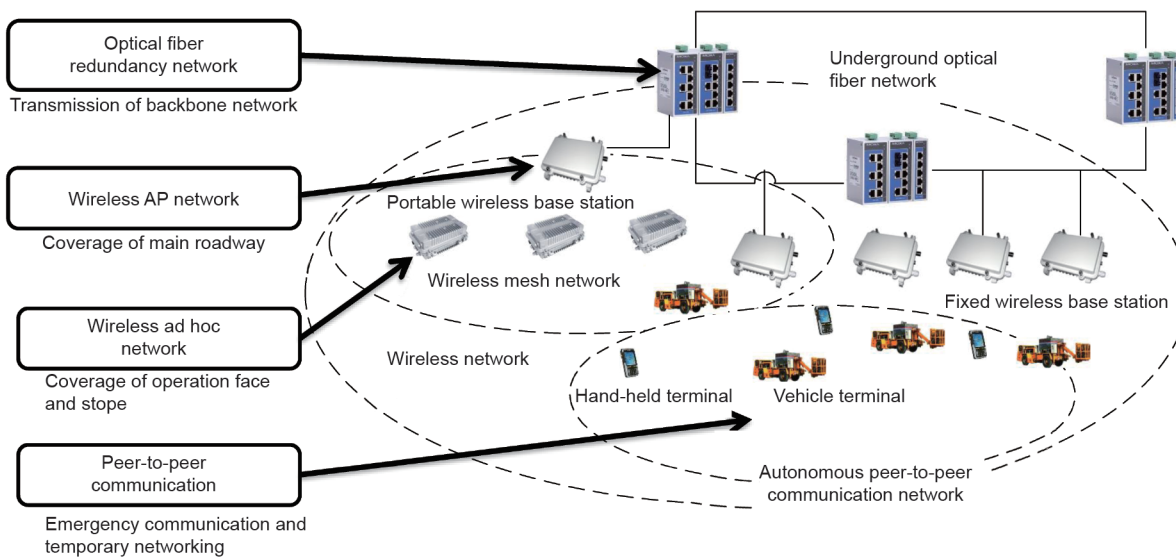 Optical fiber
redundancy network
Transmission of backbone network
Wireless AP network
Coverage of main roadway
Wireless ad hoc
network
Coverage of operation face
and stope
Peer-to-peer
communication
Emergency communication and
temporary networking
Underground optical
fiber network
Portable wireless base station
Wireless mesh network
Fixed wireless base station
Wireless network
Hand-held terminal
Vehicle terminal
Autonomous peer-to-peer
communication network